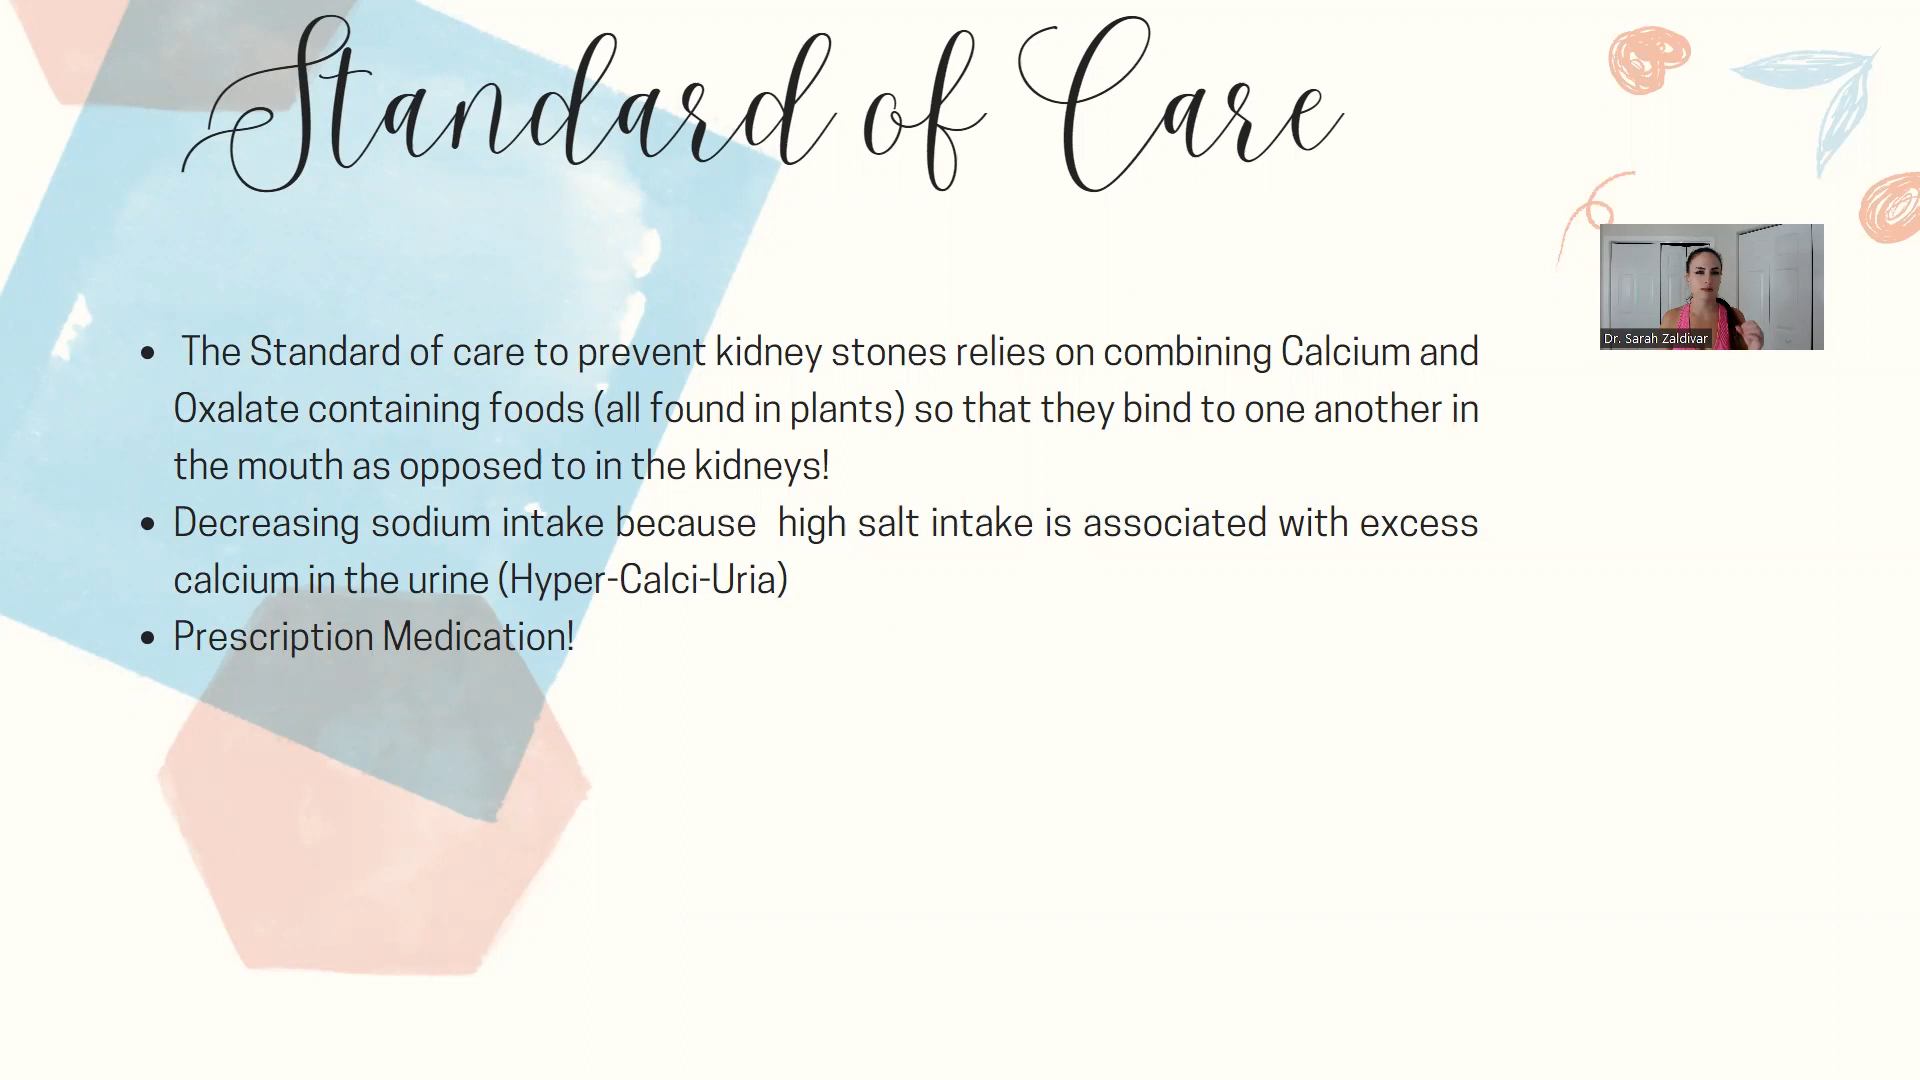 Standard of Care
Dr. Sarah Zaldivar
• The Standard of care to prevent kidney stones relies on combining Calcium and
Oxalate containing foods (all found in plants) so that they bind to one another in
the mouth as opposed to in the kidneys!
• Decreasing sodium intake because  high salt intake is associated with excess
calcium in the urine (Hyper-Calci-Uria)
• Prescription Medication!